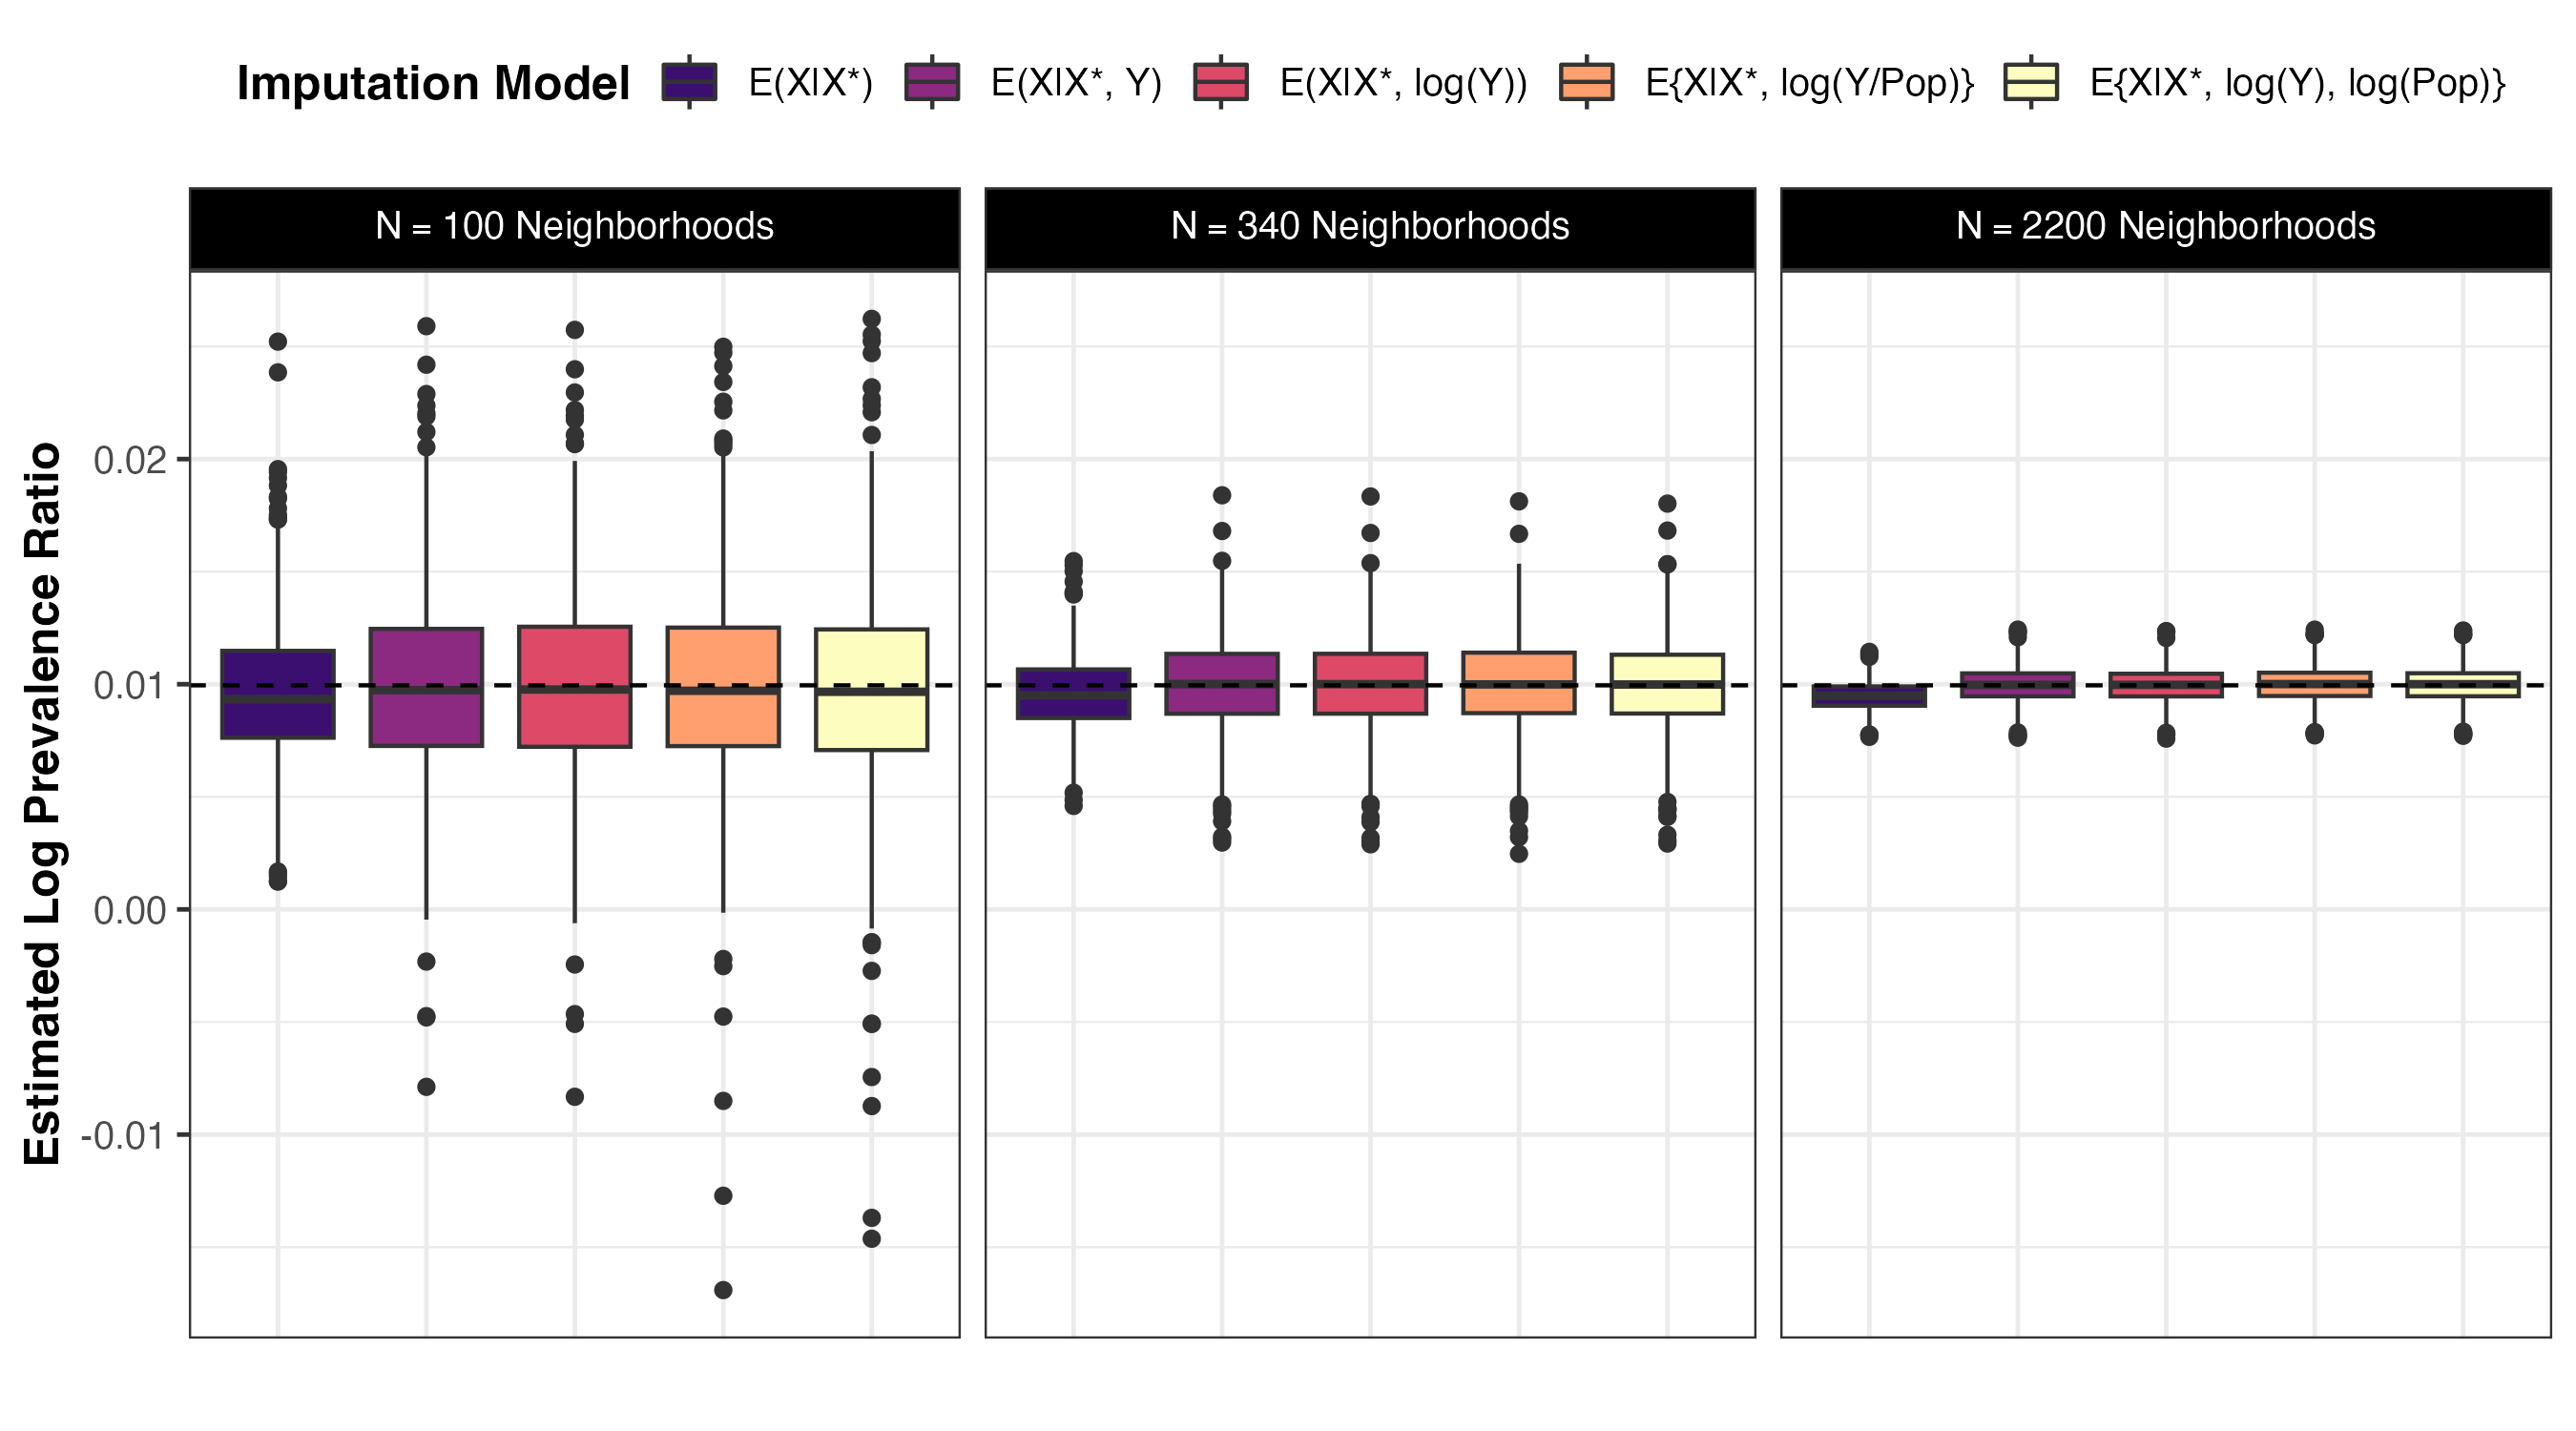 Imputation Model E(X|X*) E(X|X*, Y) E(X|X*, log(Y)) E{X|X*, log(Y/Pop)} E{X|X*, log(Y), log(Pop)}
N = 100 Neighborhoods N = 340 Neighborhoods N = 2200 Neighborhoods
Estimated Log Prevalence Ratio
0.02
0.01
0.00
-0.01